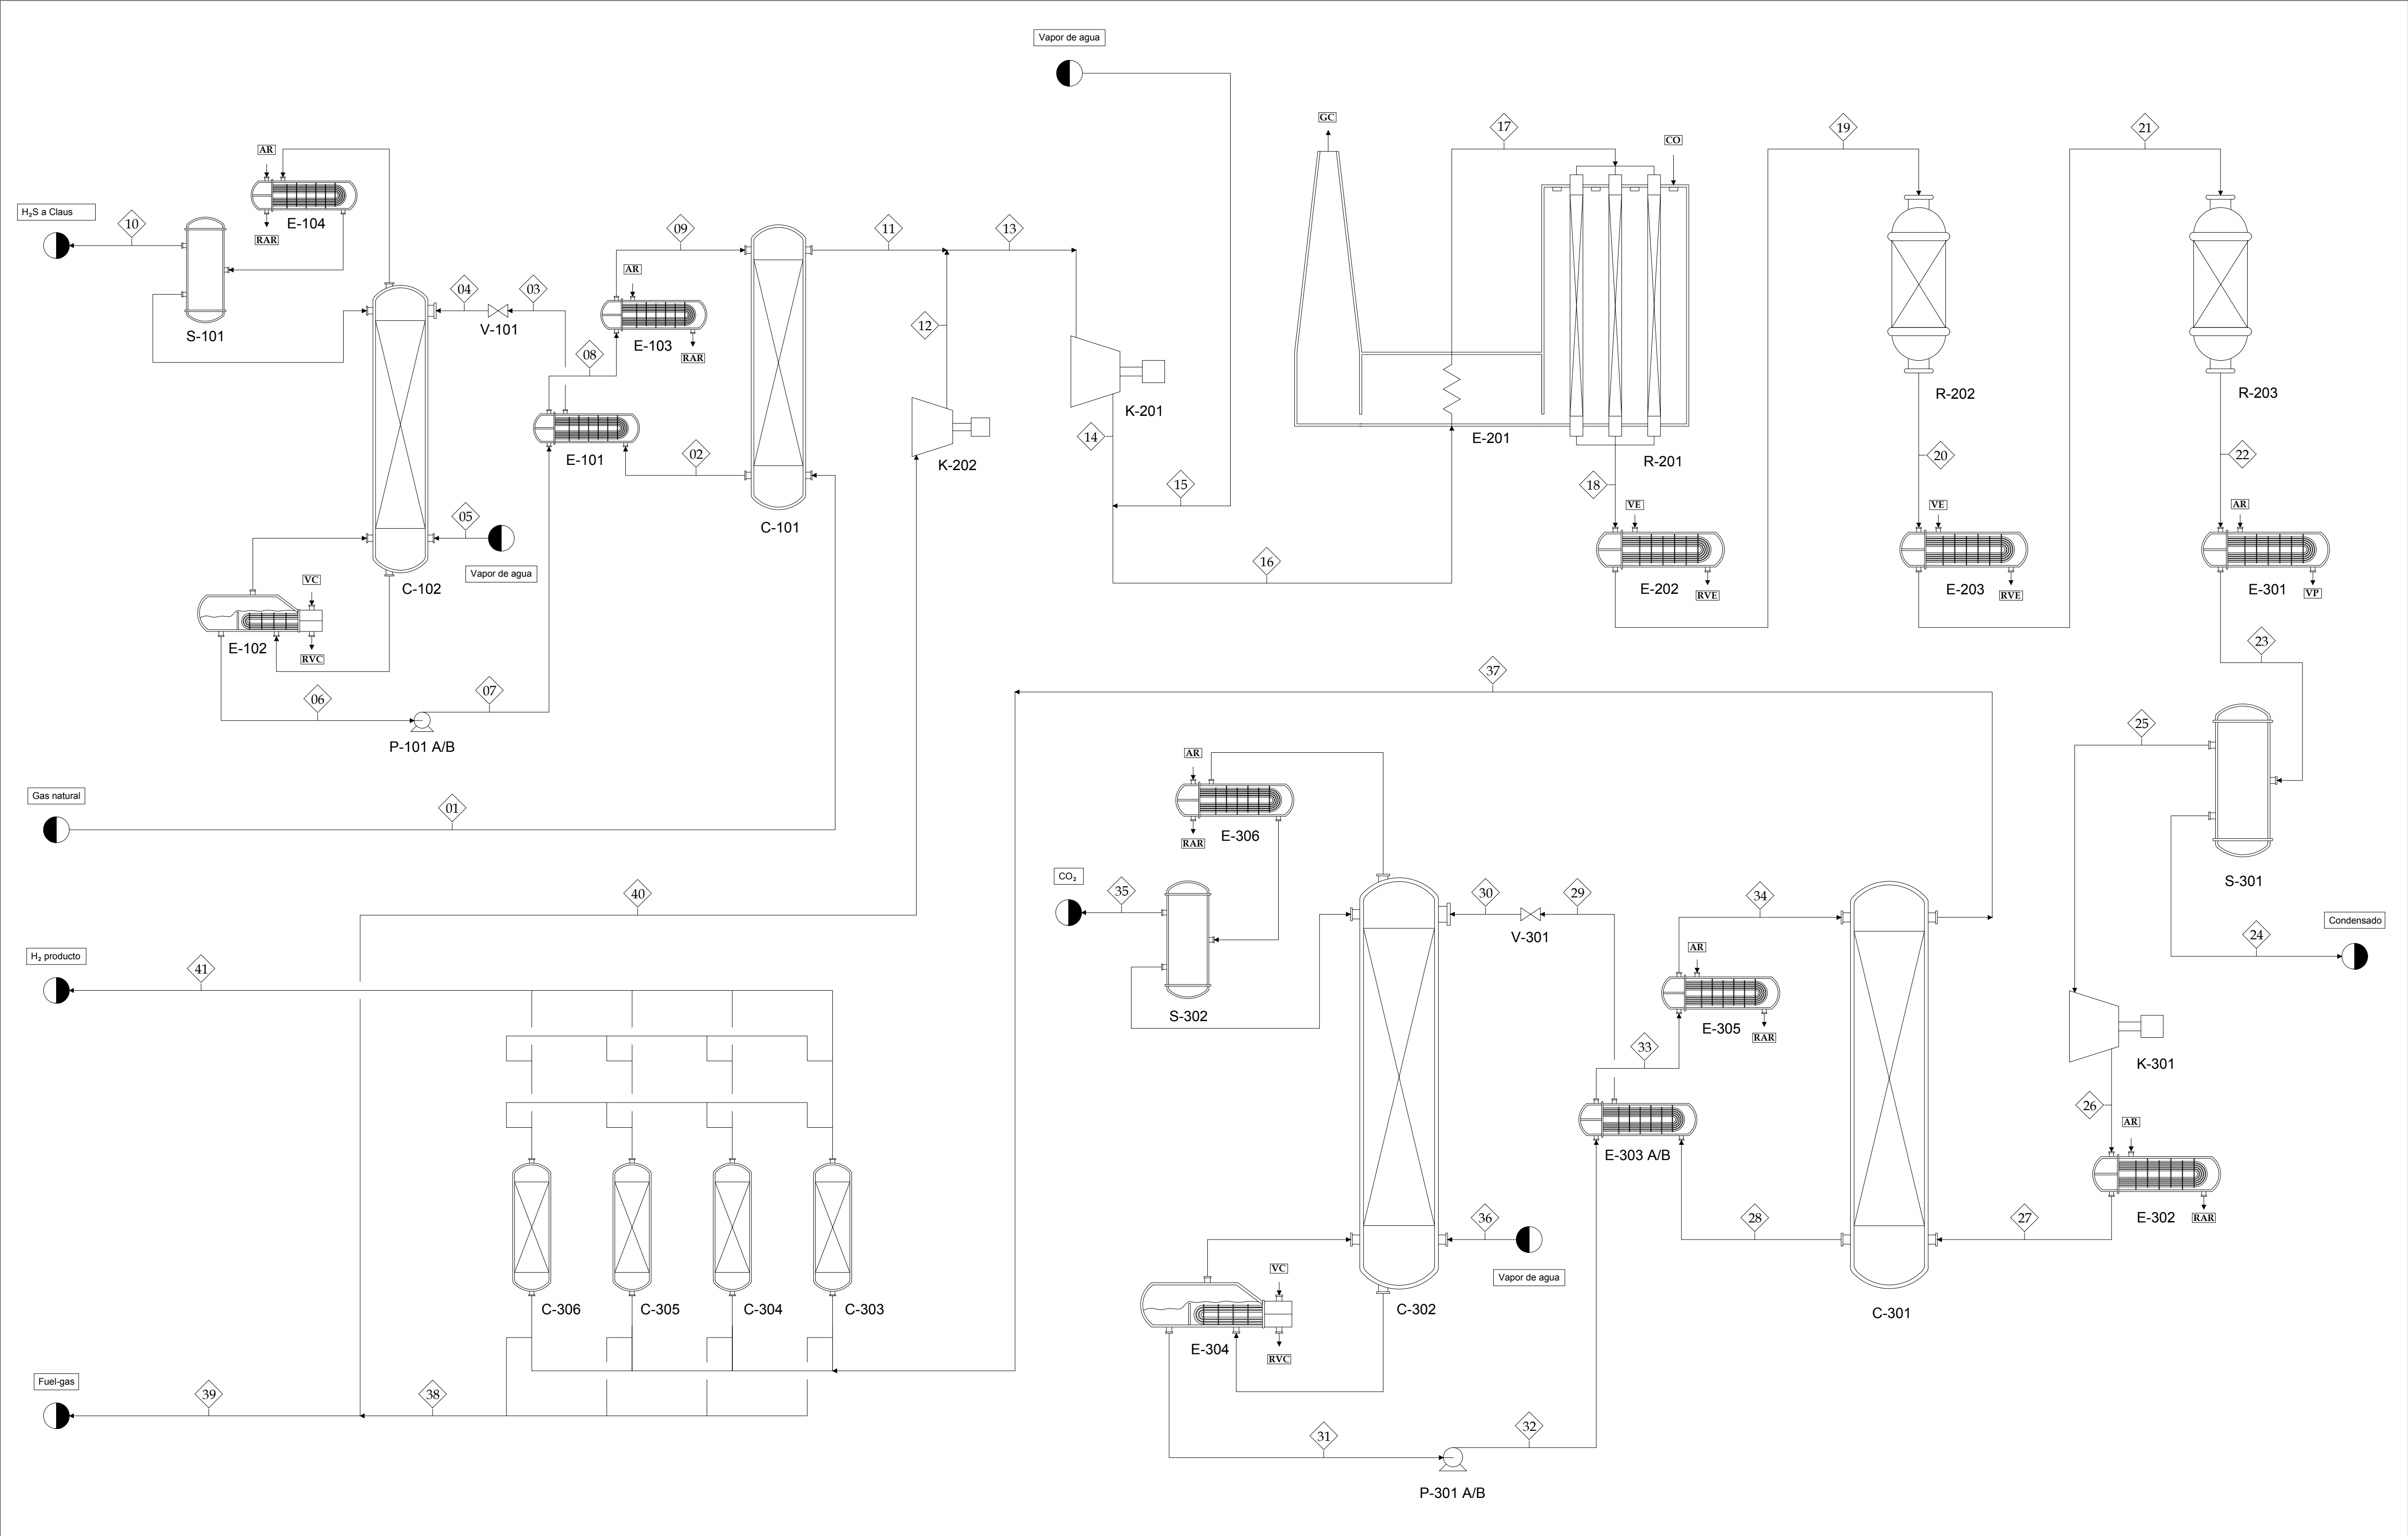 Vapor de agua
GC
17
CO
19
21
AR
E-104
H₂S a Claus
10
RAR
S-101
04
03
V-101
09
AR
E-103
RAR
08
11
13
12
K-201
K-202
14
15
E-201
R-201
R-202
R-203
E-101
02
C-101
18
20
22
05
Vapor de agua
C-102
VC
E-102
RVC
16
VE
E-202
RVE
VE
E-203
RVE
AR
E-301
VP
06
07
P-101 A/B
37
23
25
Gas natural
01
AR
E-306
RAR
S-301
CO₂
35
30
29
V-301
34
40
24
Condensado
H₂ producto
41
S-302
AR
E-305
RAR
33
K-301
26
AR
E-303 A/B
E-302
RAR
36
Vapor de agua
28
27
VC
E-304
RVC
C-302
C-301
C-306
C-305
C-304
C-303
Fuel-gas
39
38
31
32
P-301 A/B